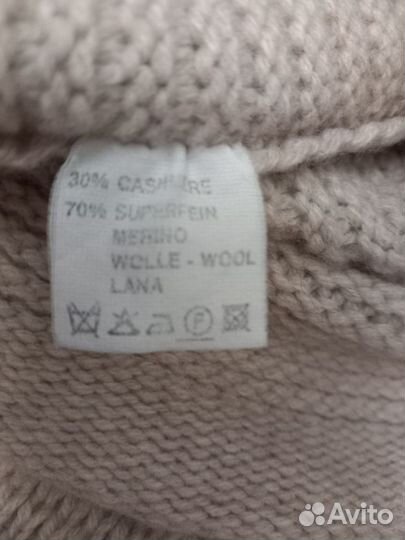 30% CASHMERE
70% SUPERFEIN
MERINO
WOLLE - WOOL
LANA
F
Avito